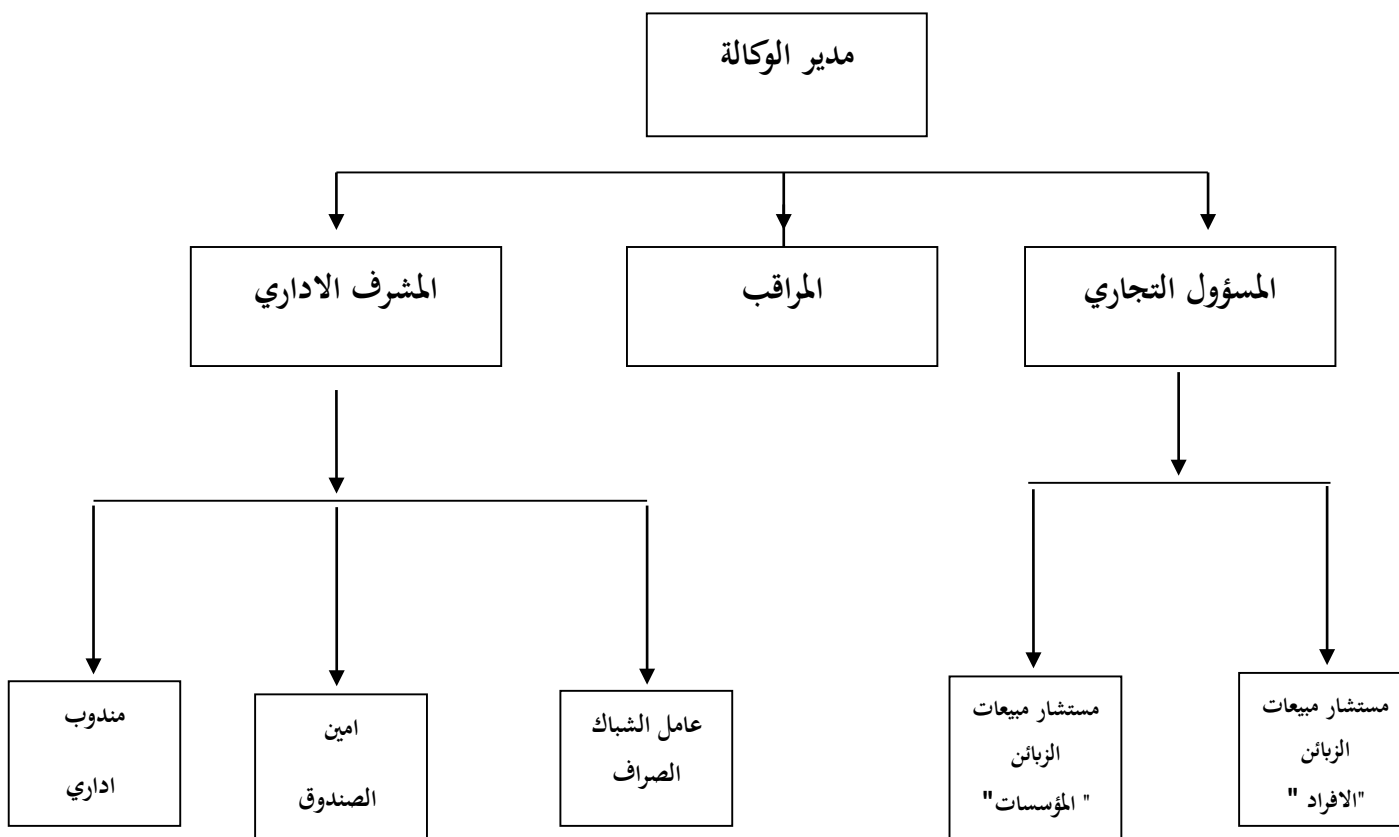 مدير الوكالة
المسؤول التجاري
المراقب
المشرف الاداري
مستشار مبيعات
الزبائن
"الافراد "
مستشار مبيعات
الزبائن
" المؤسسات"
عامل الشباك
الصراف
امين
الصندوق
مندوب
اداري